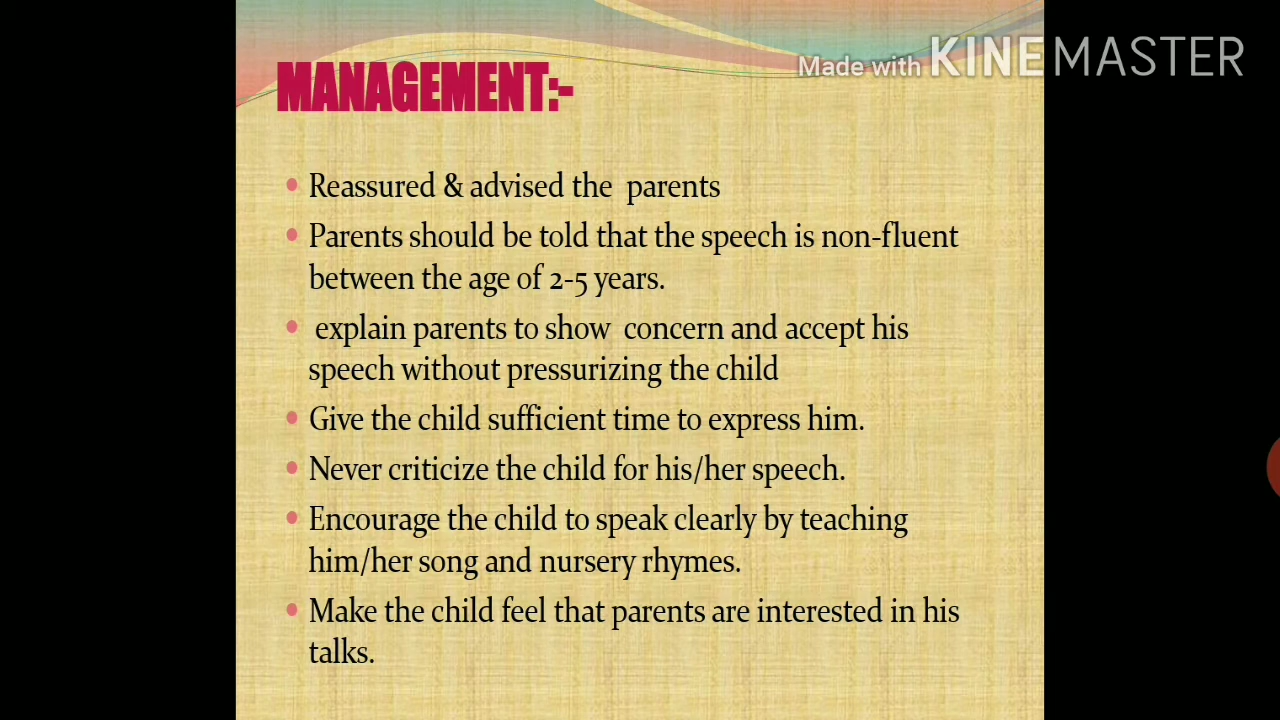 Made with KINEMASTER
MANAGEMENT:-
• Reassured & advised the parents
• Parents should be told that the speech is non-fluent
between the age of 2-5 years.
• explain parents to show concern and accept his
speech without pressurizing the child
• Give the child sufficient time to express him.
• Never criticize the child for his/her speech.
• Encourage the child to speak clearly by teaching
him/her song and nursery rhymes.
• Make the child feel that parents are interested in his
talks.